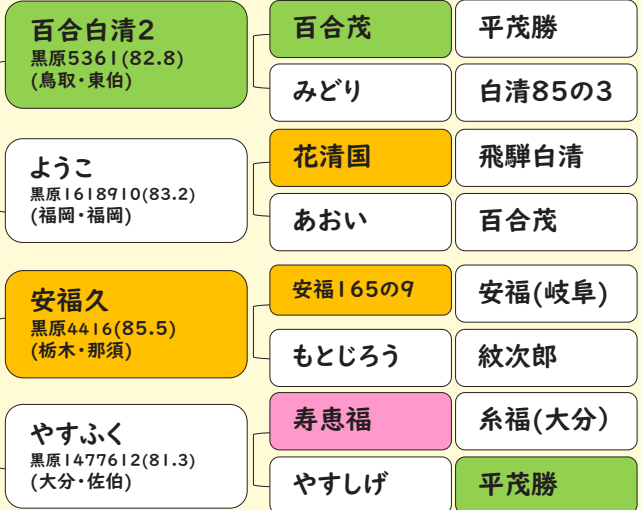 百合白清2
黒原5361(82.8)
(鳥取・東伯)
百合茂
平茂勝
みどり
白清85の3
ようこ
黒原1618910(83.2)
(福岡・福岡)
花清国
飛騨白清
あおい
百合茂
安福久
黒原4416(85.5)
(栃木・那須)
安福165の9
安福(岐阜)
もとじろう
紋次郎
やすふく
黒原1477612(81.3)
(大分・佐伯)
寿恵福
糸福(大分)
やすしげ
平茂勝